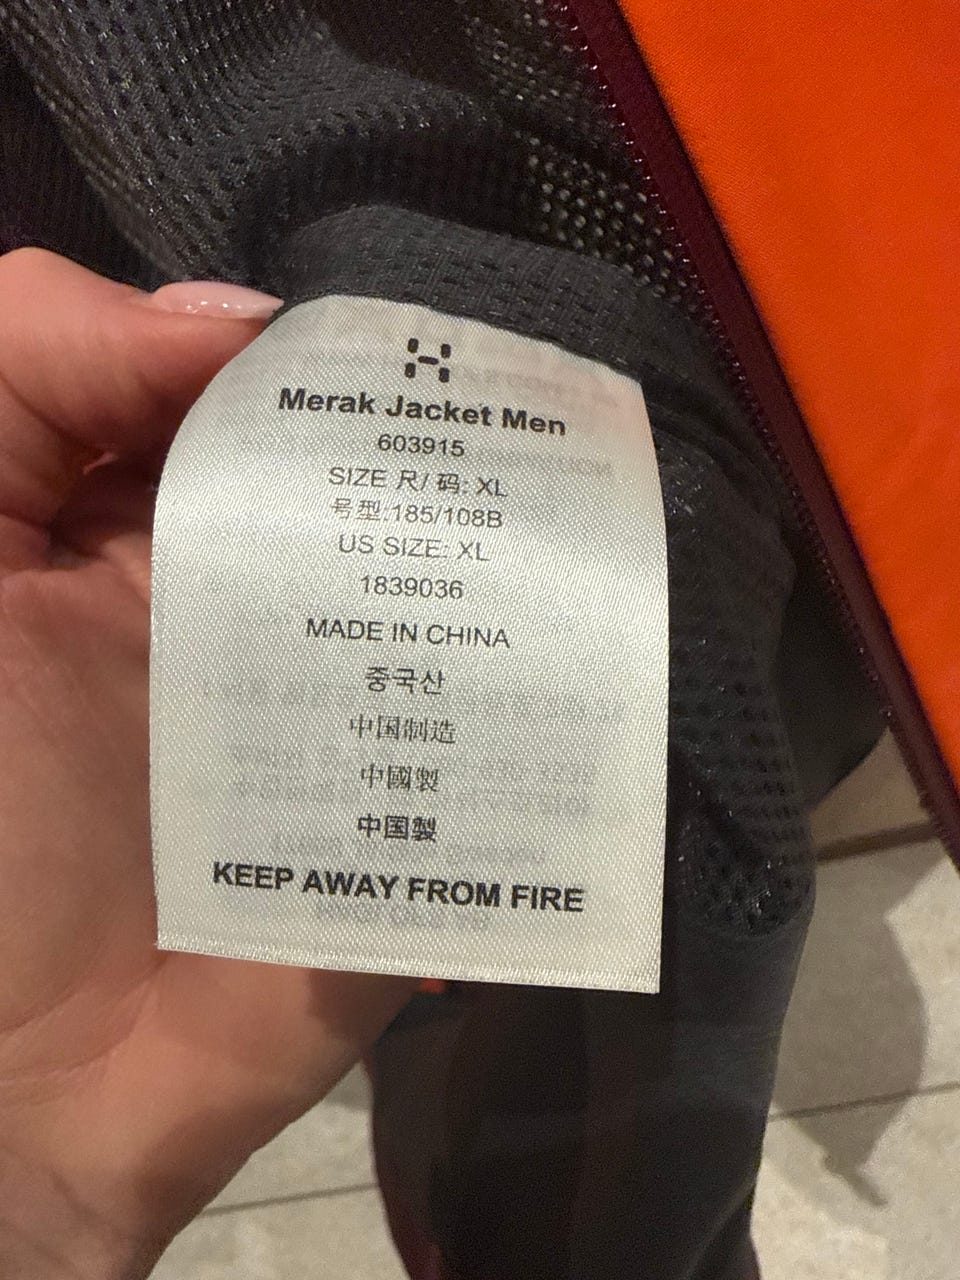 Merak Jacket Men
603915
SIZE 尺/ 码: XL
号型.185/108B
US SIZE: XL
1839036
MADE IN CHINA
중국산
中国制造
中國製
中国製
KEEP AWAY FROM FIRE